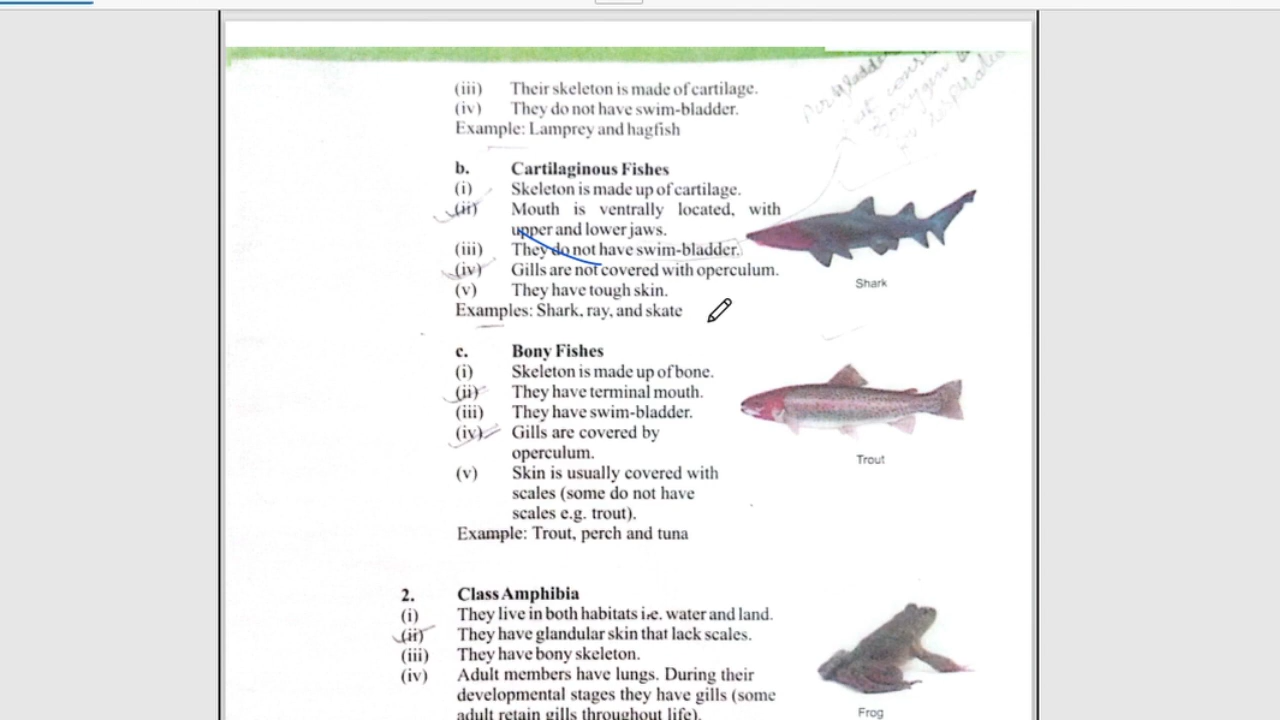 (iii) Their skeleton is made of cartilage.
(iv) They do not have swim-bladder.
Example: Lamprey and hagfish
b. Cartilaginous Fishes
(i) Skeleton is made up of cartilage.
(ii) Mouth is ventrally located, with
upper and lower jaws.
(iii) They do not have swim-bladder.
(iv) Gills are not covered with operculum.
(v) They have tough skin.
Examples: Shark, ray, and skate
Shark
c. Bony Fishes
(i) Skeleton is made up of bone.
(ii) They have terminal mouth.
(iii) They have swim-bladder.
(iv) Gills are covered by
operculum.
(v) Skin is usually covered with
scales (some do not have
scales e.g. trout).
Example: Trout, perch and tuna
Trout
2. Class Amphibia
(i) They live in both habitats i.e. water and land.
(ii) They have glandular skin that lack scales.
(iii) They have bony skeleton.
(iv) Adult members have lungs. During their
developmental stages they have gills (some
adult retain gills throughout life).
Frog